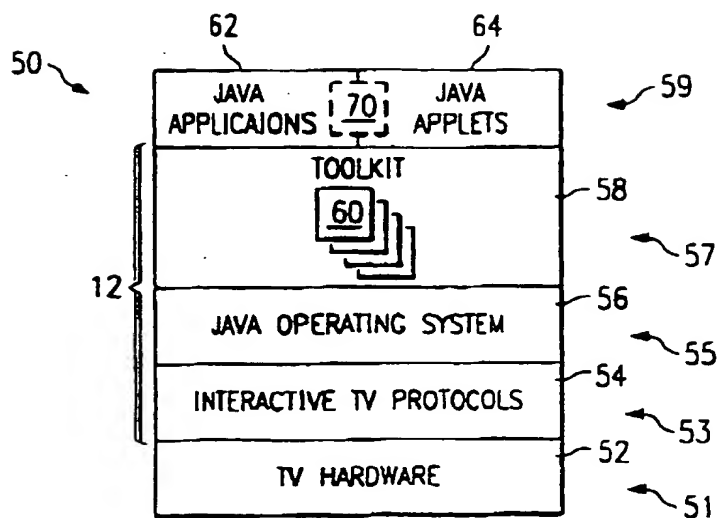 62
64
50
JAVA
APPLICAIONS
70
JAVA
APPLETS
59
TOOLKIT
60
58
57
12
56
JAVA OPERATING SYSTEM
55
54
INTERACTIVE TV PROTOCOLS
53
52
TV HARDWARE
51